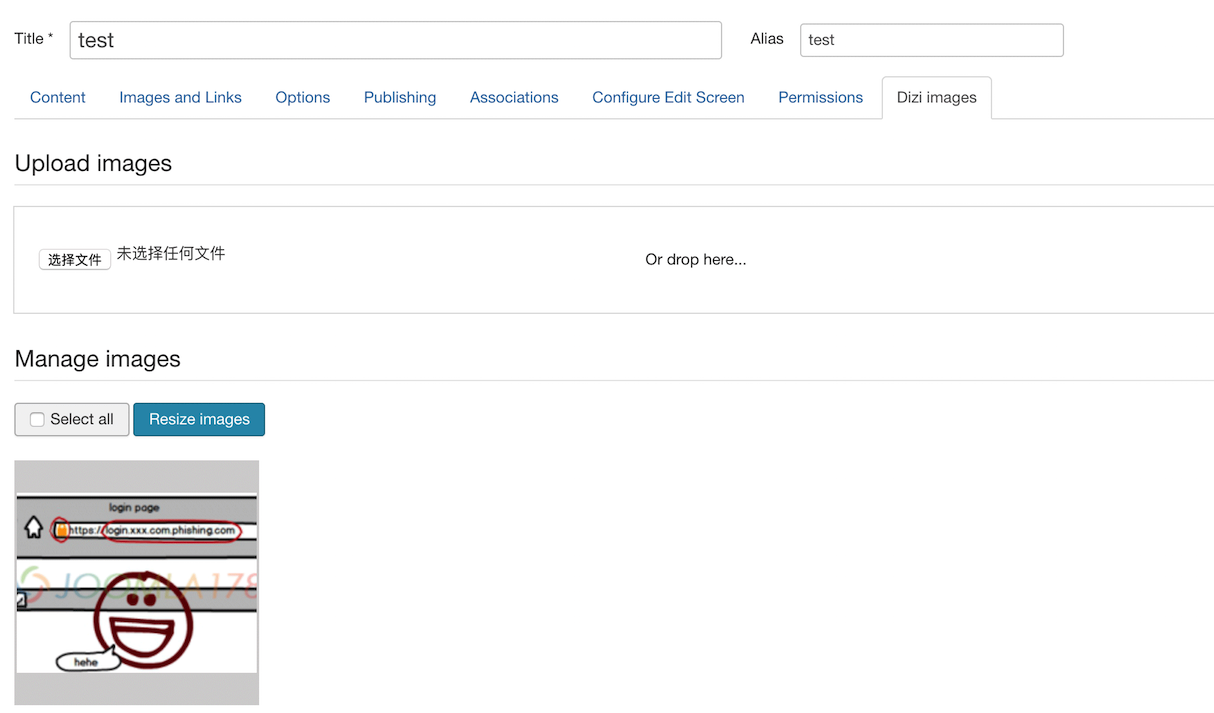 Title * test Alias test
Content Images and Links Options Publishing Associations Configure Edit Screen Permissions Dizi images
Upload images
选择文件 未选择任何文件 Or drop here...
Manage images
Select all Resize images
login page
https://login.xxx.com.phishing.com
JOOMLA178
hehe